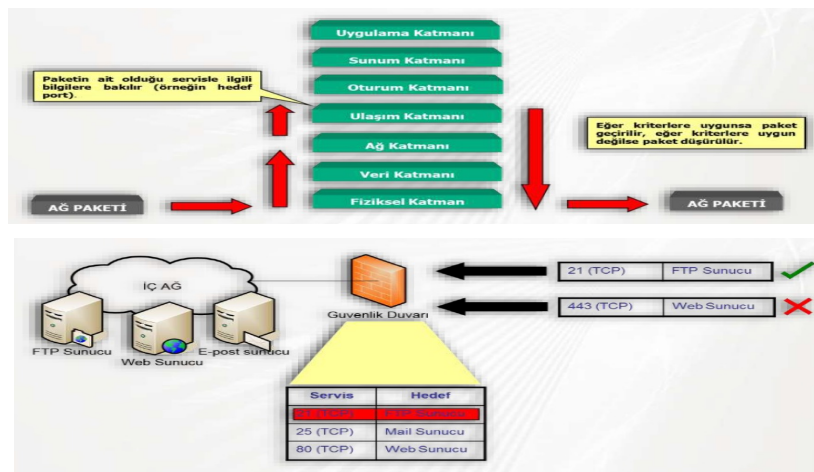 Uygulama Katmanı
Sunum Katmanı
Paketin ait olduğu servisle ilgili
bilgilere bakılır (örneğin hedef
port).
Oturum Katmanı
Ulaşım Katmanı
Eğer kriterlere uygunsa paket
geçirilir, eğer kriterlere uygun
değilse paket düşürülür.
Ağ Katmanı
Veri Katmanı
Fiziksel Katman
AĞ PAKETİ
AĞ PAKETİ
İÇ AĞ
21 (TCP) FTP Sunucu
443 (TCP) Web Sunucu
Guvenlik Duvarı
FTP Sunucu
Web Sunucu
E-post sunucu
Servis Hedef
21 (TCP) FTP Sunucu
25 (TCP) Mail Sunucu
80 (TCP) Web Sunucu